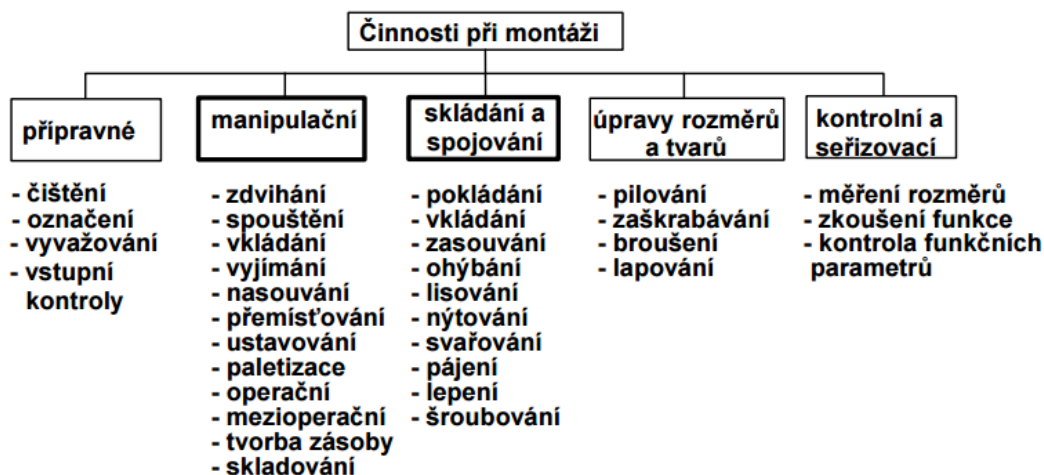 Činnosti při montáži
přípravné
- čištění
- označení
- vyvažování
- vstupní
kontroly
manipulační
- zdvihání
- spouštění
- vkládání
- vyjímání
- nasouvání
- přemísťování
- ustavování
- paletizace
- operační
- mezioperační
- tvorba zásoby
- skladování
skládání a
spojování
- pokládání
- vkládání
- zasouvání
- ohýbání
- lisování
- nýtování
- svařování
- pájení
- lepení
- šroubování
úpravy rozměrů
a tvarů
- pilování
- zaškrabávání
- broušení
- lapování
kontrolní a
seřizovací
- měření rozměrů
- zkoušení funkce
- kontrola funkčních
parametrů